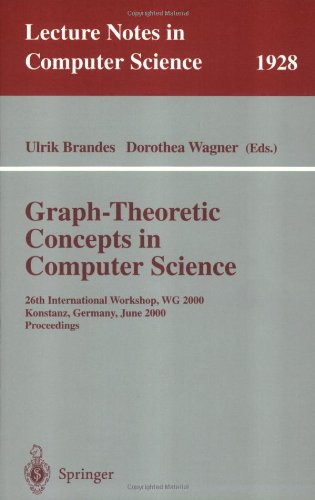 Lecture Notes in
Computer Science 1928
Ulrik Brandes Dorothea Wagner (Eds.)
Graph-Theoretic
Concepts in
Computer Science
26th International Workshop, WG 2000
Konstanz, Germany, June 2000
Proceedings
Springer